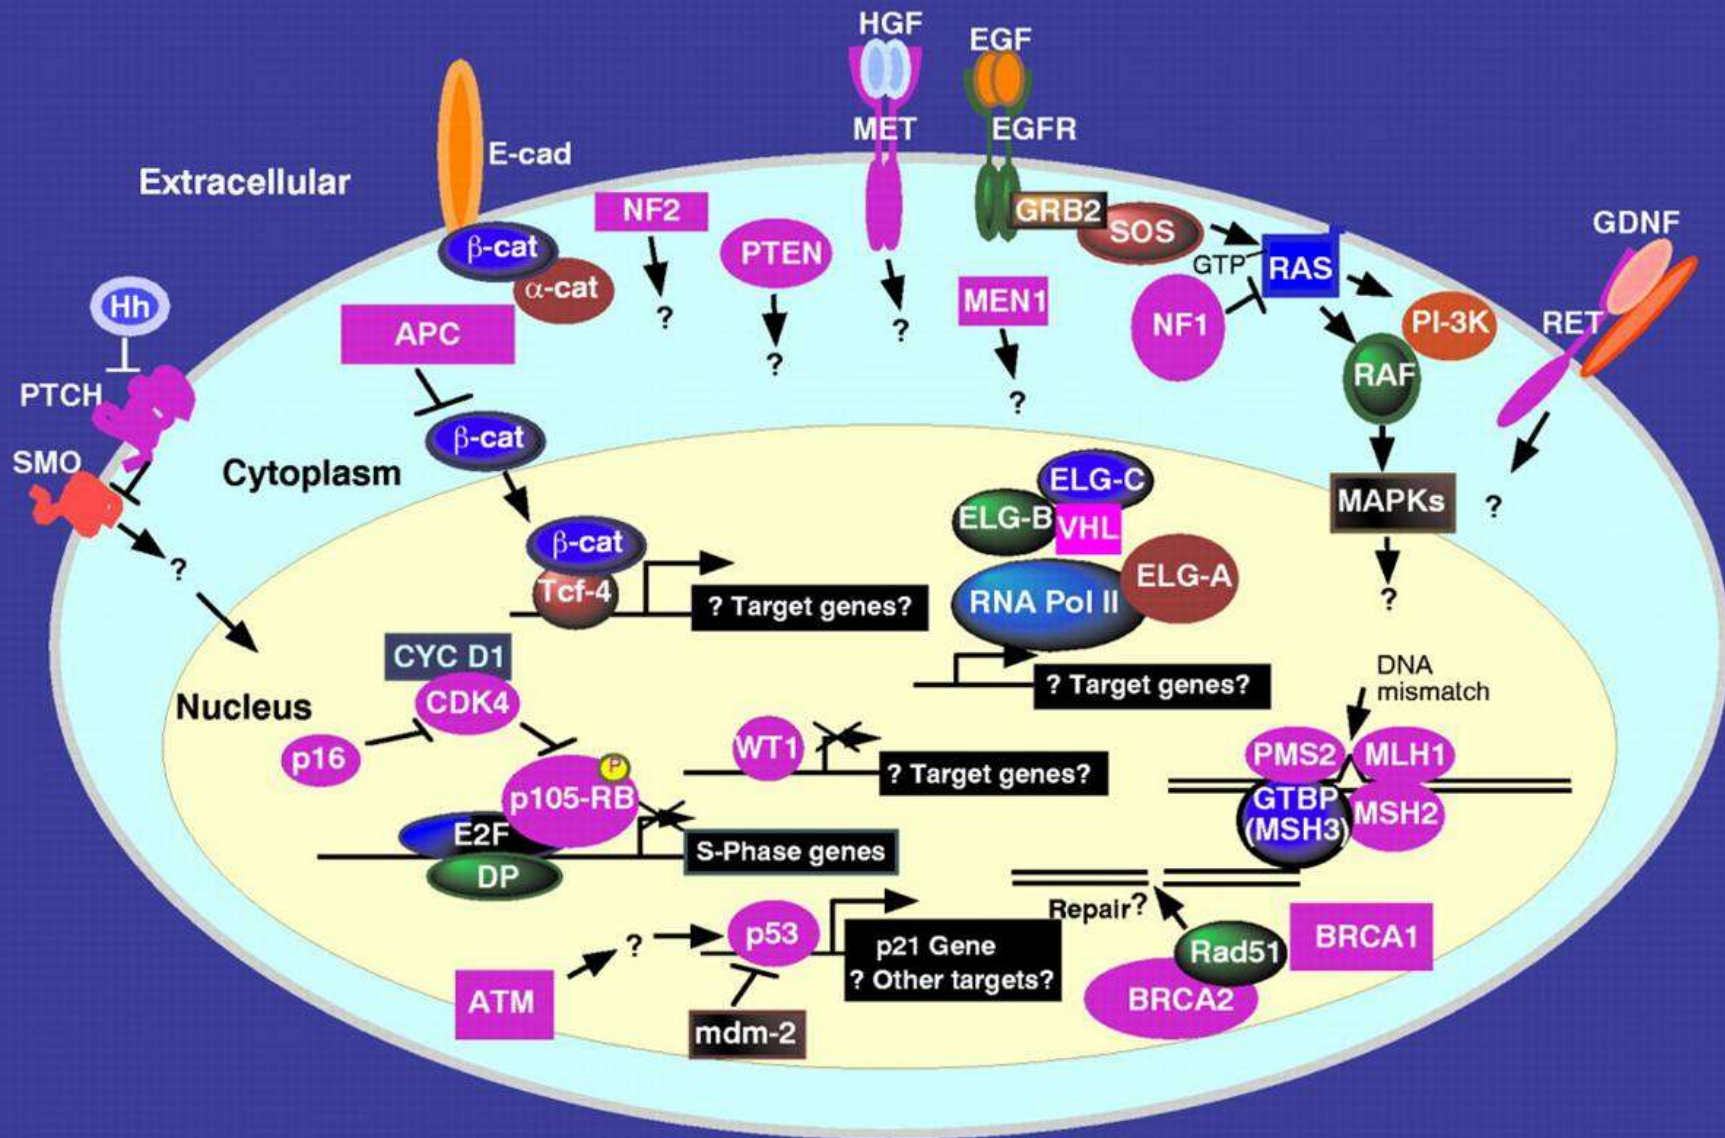 HGF
EGF
MET
EGFR
E-cad
Extracellular
NF2
GRB2
SOS
GDNF
β-cat
PTEN
GTP
RAS
α-cat
MEN1
Hh
?
NF1
PI-3K
RET
APC
?
?
RAF
PTCH
?
β-cat
SMO
Cytoplasm
ELG-C
MAPKs
?
ELG-B
VHL
β-cat
?
ELG-A
Tcf-4
? Target genes?
RNA Pol II
?
CYC D1
DNA
mismatch
? Target genes?
CDK4
Nucleus
p16
WT1
PMS2
MLH1
P
? Target genes?
p105-RB
GTBP
(MSH3)
MSH2
E2F
S-Phase genes
DP
Repair?
p53
?
p21 Gene
? Other targets?
Rad51
BRCA1
ATM
BRCA2
mdm-2